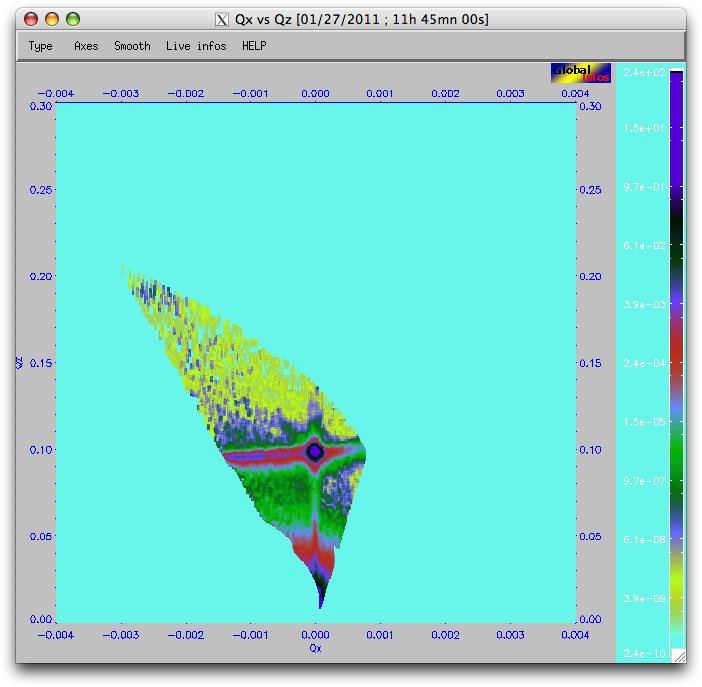 X Qx vs Qz [01/27/2011 ; 11h 45mn 00s]
Type Axes Smooth Live infos HELP
Global
infos
2.4e+02
-0.004 -0.003 -0.002 -0.001 0.000 0.001 0.002 0.003 0.004
0.30 0.30
1.5e+01
0.25 0.25
9.7e-01
6.1e-02
0.20 0.20
3.9e-03
0.15 0.15
Qz
2.4e-04
1.5e-05
0.10 0.10
9.7e-07
0.05 0.05
6.1e-08
3.9e-09
0.00 0.00
-0.004 -0.003 -0.002 -0.001 0.000 0.001 0.002 0.003 0.004
Qx
2.4e-10